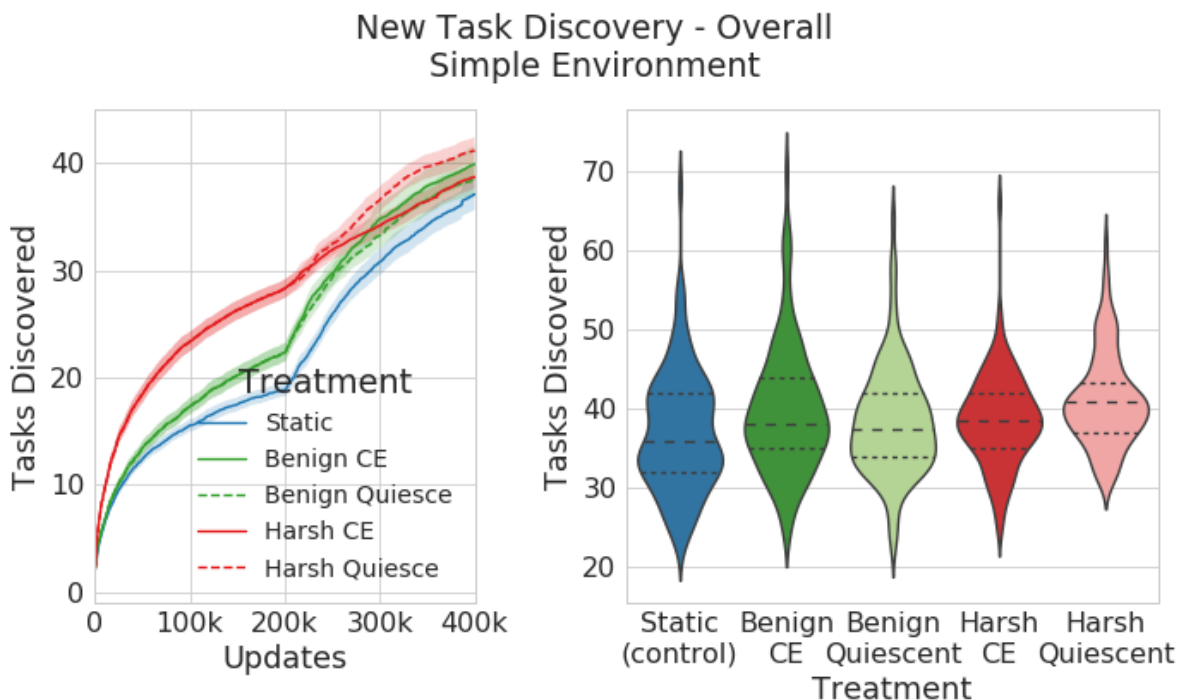 New Task Discovery - Overall
Simple Environment
Tasks Discovered
40
30
20
10
0
Treatment
Static
Benign CE
Benign Quiesce
Harsh CE
Harsh Quiesce
0 100k 200k 300k 400k
Updates
Tasks Discovered
70
60
50
40
30
20
Static Benign Benign Harsh Harsh
(control) CE Quiescent CE Quiescent
Treatment